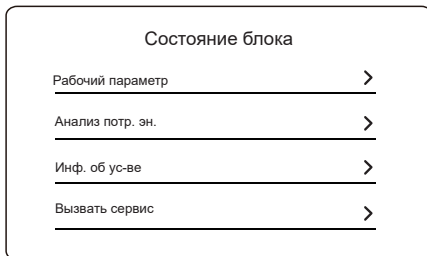 Состояние блока
Рабочий параметр
Анализ потр. эн.
Инф. об ус-ве
Вызвать сервис